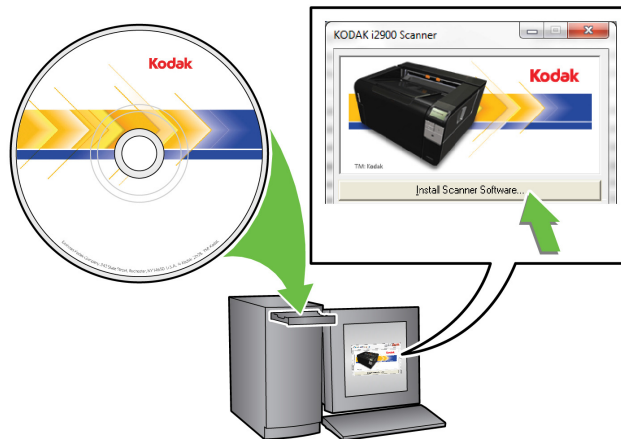 Kodak
KODAK i2900 Scanner
Kodak
TM: Kodak
Install Scanner Software...